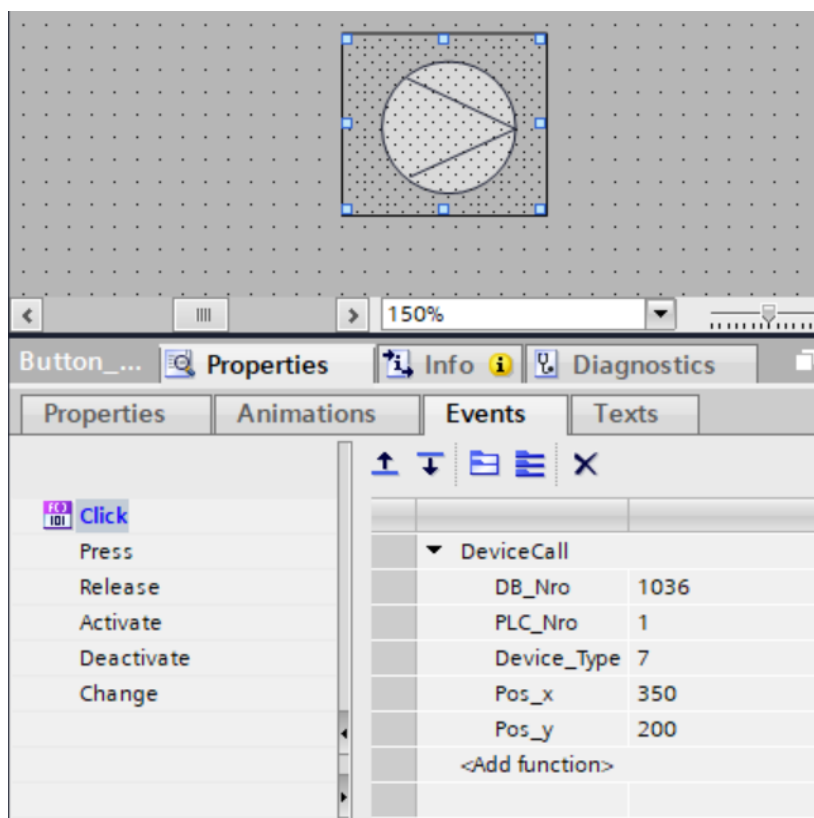 150%
Button_... Properties Info Diagnostics
Properties Animations Events Texts
Click
Press
Release
Activate
Deactivate
Change
DeviceCall
DB_Nro 1036
PLC_Nro 1
Device_Type 7
Pos_x 350
Pos_y 200
<Add function>